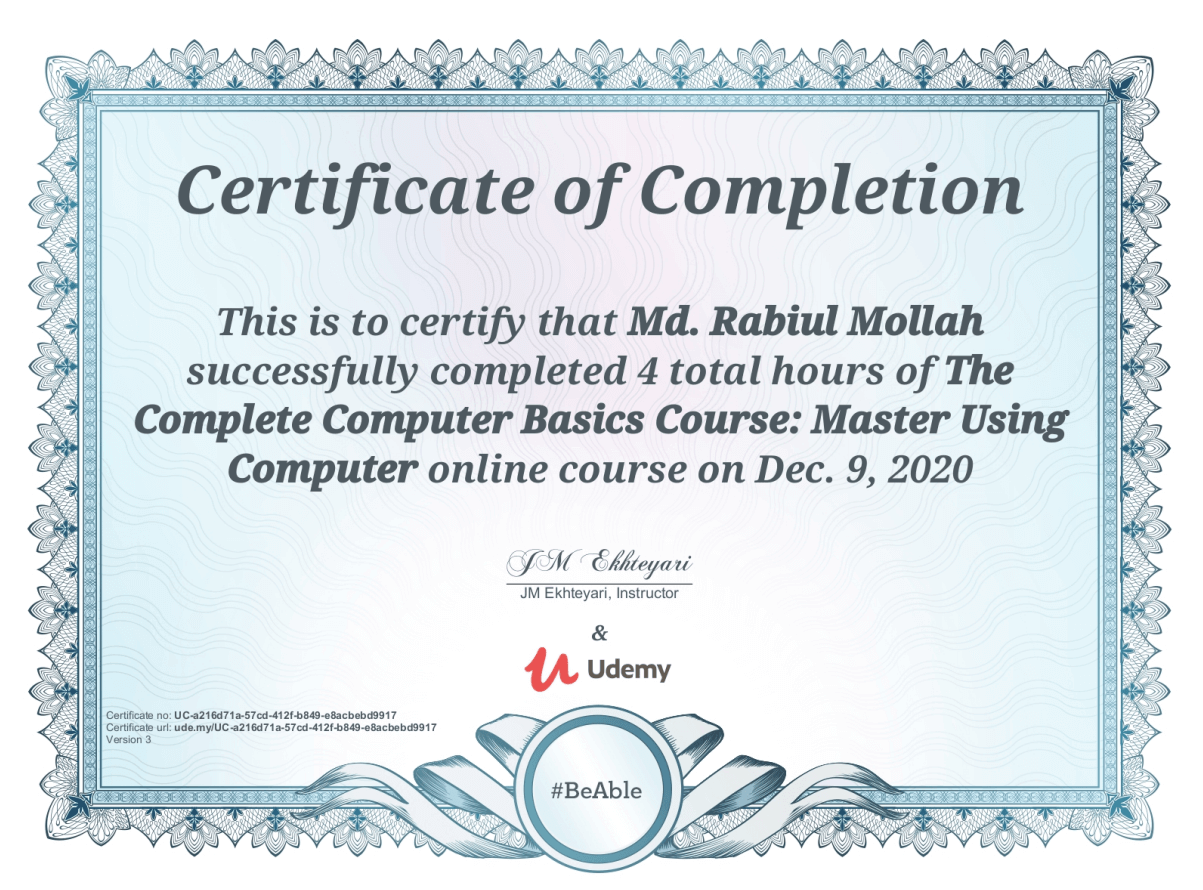 Certificate of Completion
This is to certify that Md. Rabiul Mollah
successfully completed 4 total hours of The
Complete Computer Basics Course: Master Using
Computer online course on Dec. 9, 2020
JM Ekhteyari
JM Ekhteyari, Instructor
&
Udemy
Certificate no: UC-a216d71a-57cd-412f-b849-e8acbebd9917
Certificate url: ude.my/UC-a216d71a-57cd-412f-b849-e8acbebd9917
Version 3
#BeAble